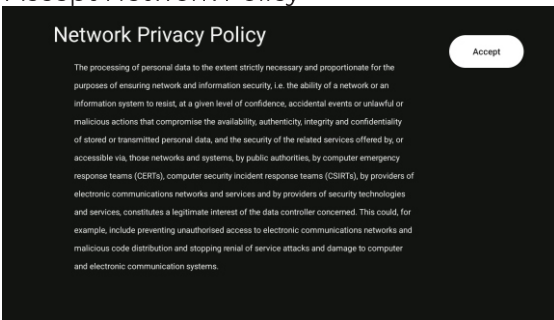 Accept Network Policy
Network Privacy Policy
Accept
The processing of personal data to the extent strictly necessary and proportionate for the
purposes of ensuring network and information security, i.e. the ability of a network or an
information system to resist, at a given level of confidence, accidental events or unlawful or
malicious actions that compromise the availability, authenticity, integrity and confidentiality
of stored or transmitted personal data, and the security of the related services offered by, or
accessible via, those networks and systems, by public authorities, by computer emergency
response teams (CERTs), computer security incident response teams (CSIRTs), by providers of
electronic communications networks and services and by providers of security technologies
and services, constitutes a legitimate interest of the data controller concerned. This could, for
example, include preventing unauthorised access to electronic communications networks and
malicious code distribution and stopping renial of service attacks and damage to computer
and electronic communication systems.